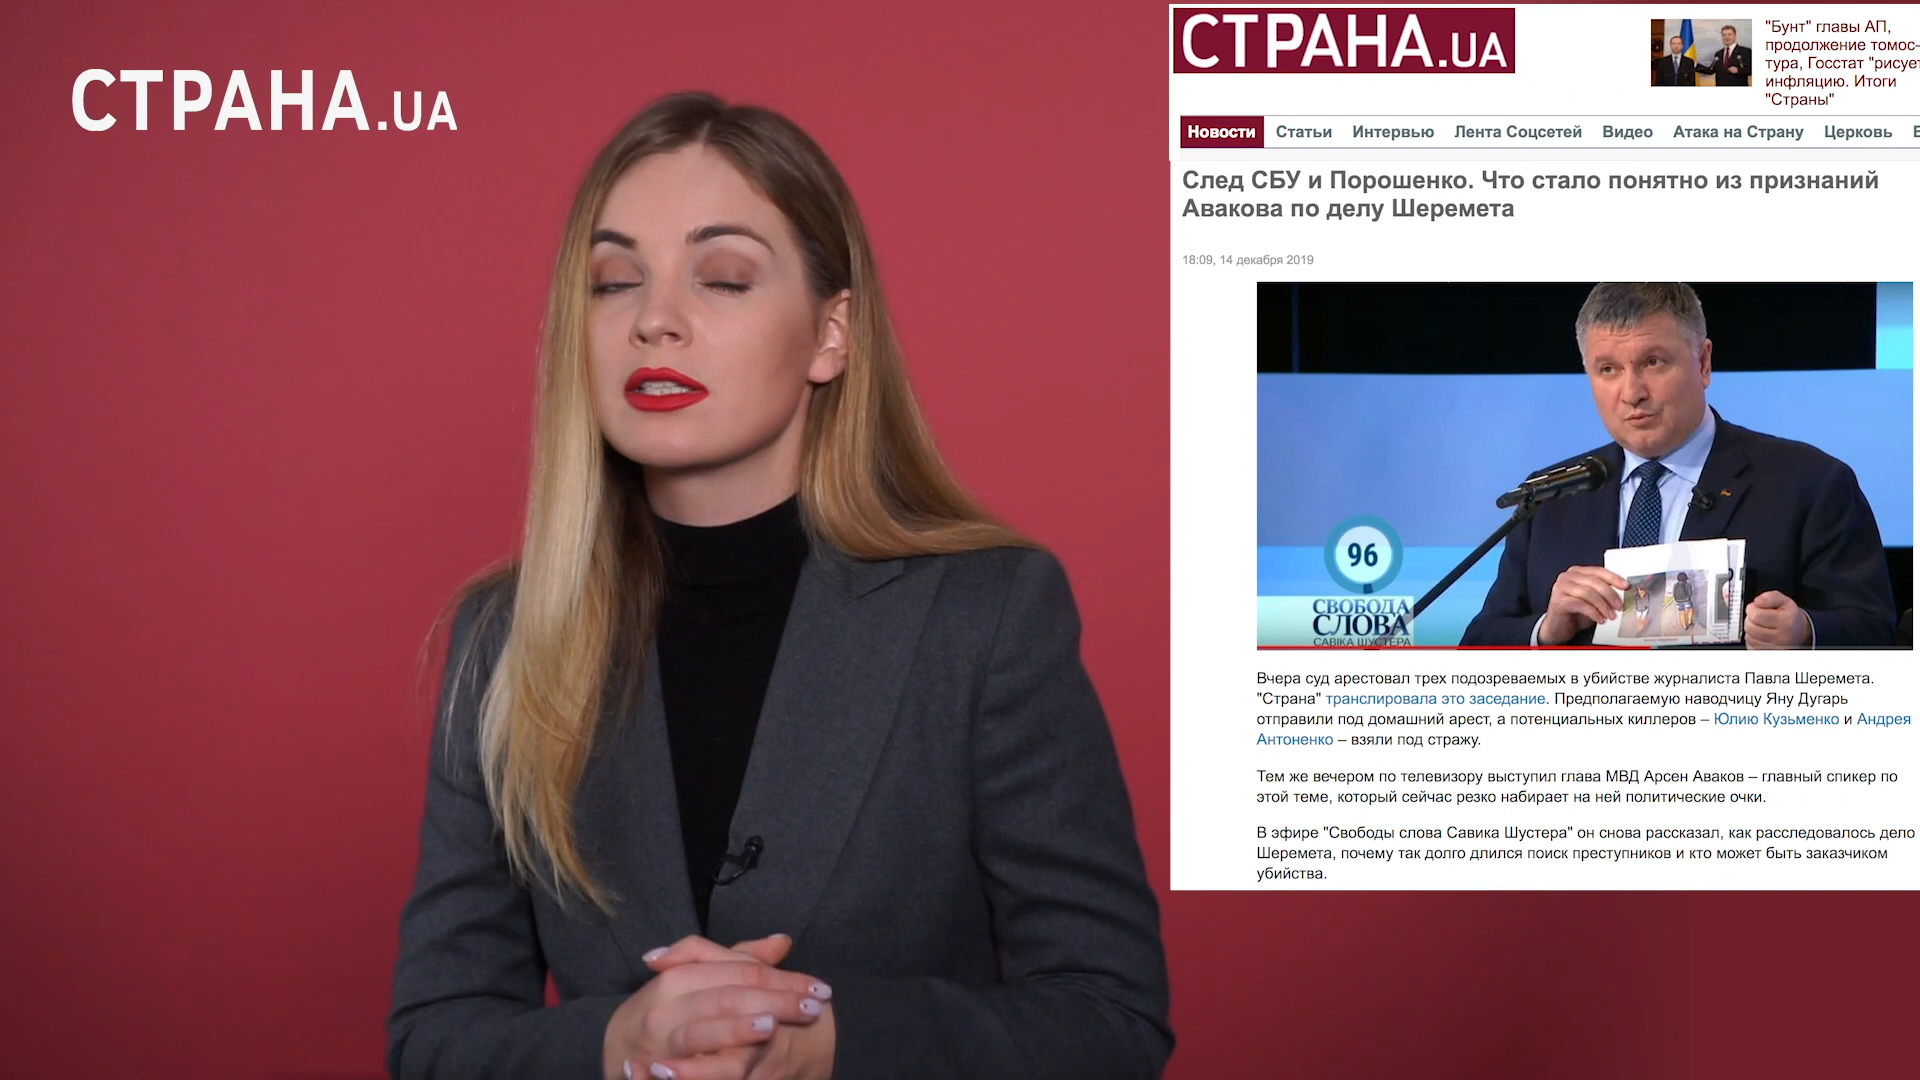 СТРАНА.UA
СТРАНА.UA
"Бунт" главы АП,
продолжение томос-
тура, Госстат "рисует
инфляцию. Итоги
"Страны"
Новости Статьи Интервью Лента Соцсетей Видео Атака на Страну Церковь
След СБУ и Порошенко. Что стало понятно из признаний
Авакова по делу Шеремета
18:09, 14 декабря 2019
96
СВОБОДА
СЛОВА
САВІКА ШУСТЕРА
Вчера суд арестовал трех подозреваемых в убийстве журналиста Павла Шеремета.
"Страна" транслировала это заседание. Предполагаемую наводчицу Яну Дугарь
отправили под домашний арест, а потенциальных киллеров – Юлию Кузьменко и Андрея
Антоненко – взяли под стражу.
Тем же вечером по телевизору выступил глава МВД Арсен Аваков – главный спикер по
этой теме, который сейчас резко набирает на ней политические очки.
В эфире "Свободы слова Савика Шустера" он снова рассказал, как расследовалось дело
Шеремета, почему так долго длился поиск преступников и кто может быть заказчиком
убийства.